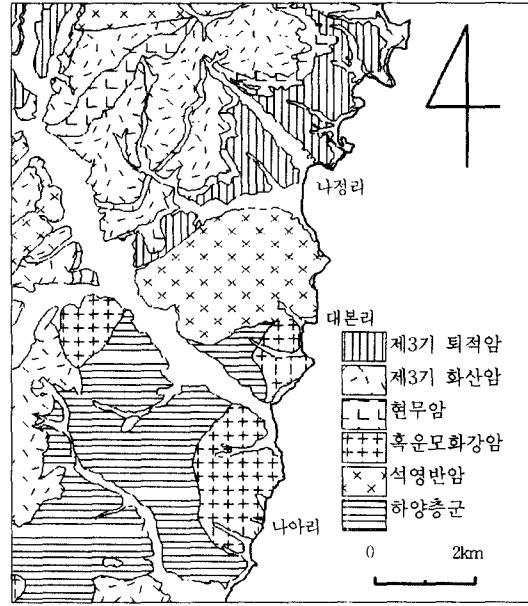 나정리
대본리
제3기 퇴적암
제3기 화산암
현무암
흑운모화강암
석영반암
하양층군
나아리
0 2km